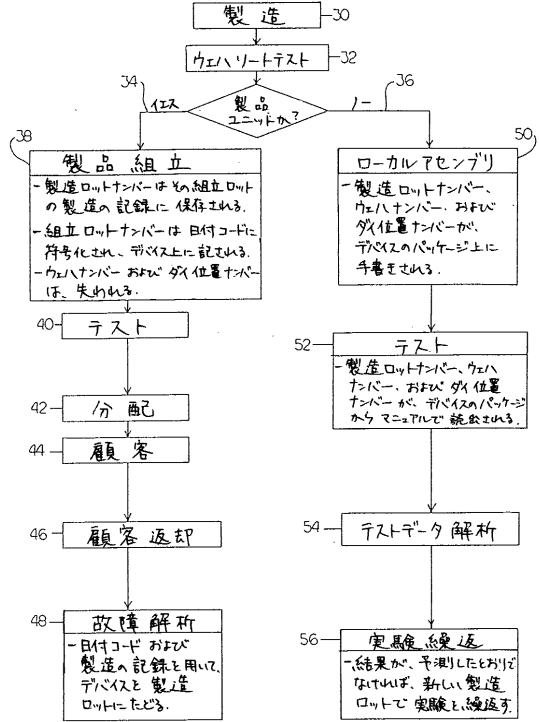 製造
30
ウェハソートテスト
32
34
イエス
製品
ユニットか?
ノー
36
38
製品組立
-製造ロットナンバーはその組立ロット
の製造の記録に保存される.
-組立ロットナンバーは日付コードに
符号化され、デバイス上に記される.
-ウェハナンバーおよびダイ位置ナンバー
は、失われる.
50
ローカルアセンブリ
-製造ロットナンバー、
ウェハナンバー、および
ダイ位置ナンバーが、
デバイスのパッケージ上に
手書きされる.
40
テスト
52
テスト
-製造ロットナンバー、ウェハ
ナンバー、およびダイ位置
ナンバーが、デバイスのパッケージ
からマニュアルで読出される.
42
分配
44
顧客
46
顧客返却
54
テストデータ解析
48
故障解析
-日付コードおよび
製造の記録を用いて、
デバイスを製造
ロットにたどる.
56
実験繰返
-結果が、予測したとおりで
なければ、新しい製造
ロットで実験を繰返す.